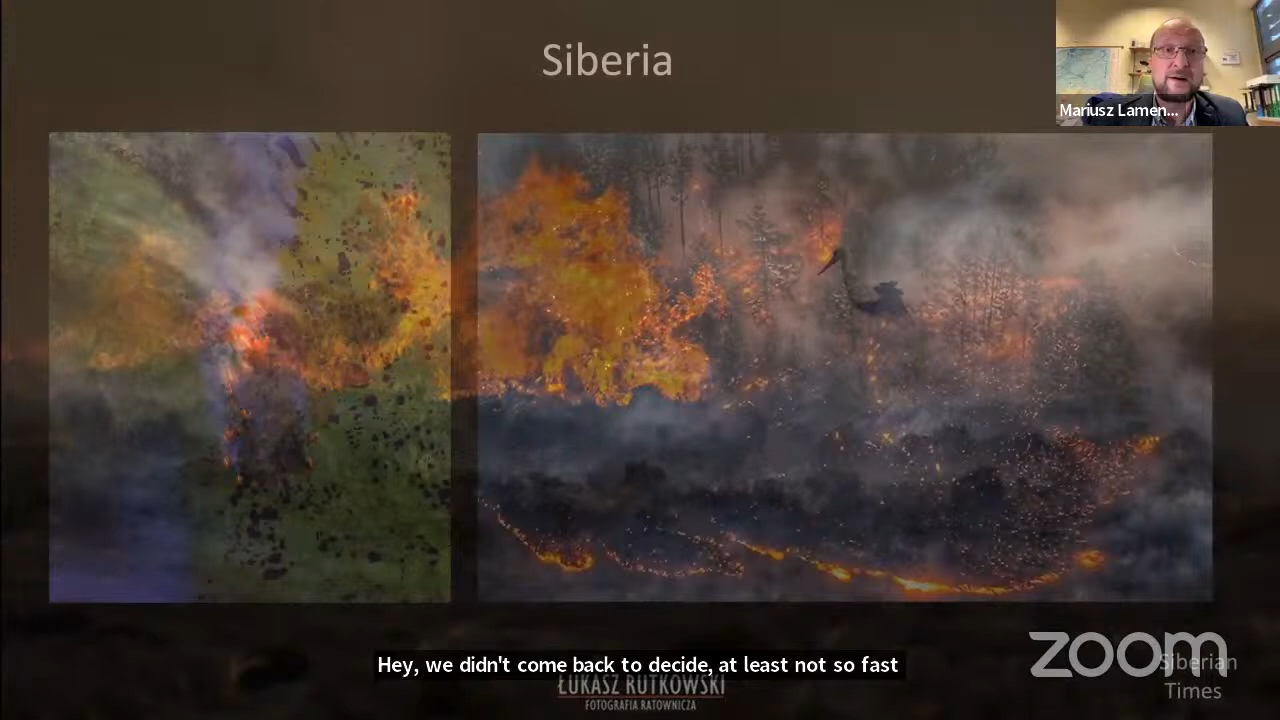 Siberia
Mariusz Lamen...
Hey, we didn't come back to decide, at least not so fast
ŁUKASZ RUTKOWSKI
FOTOGRAFIA RATOWNICZA
zoom
Siberian
Times